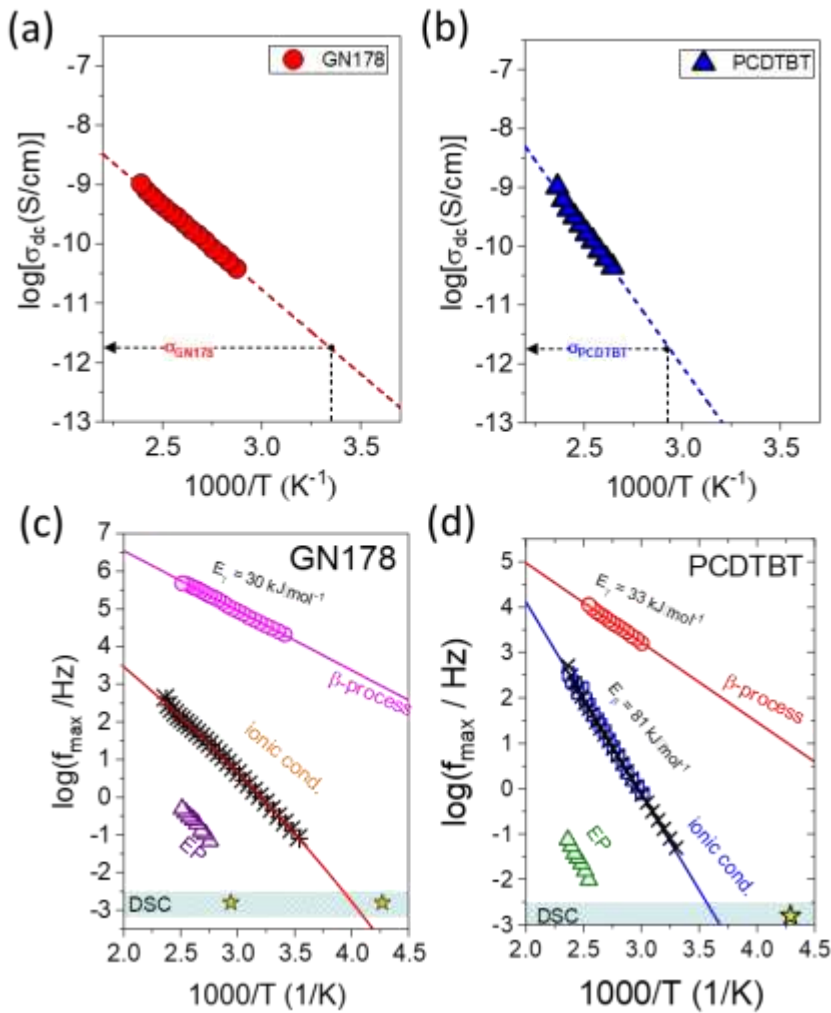 (a)
GN178
-7
-8
-9
-10
-11
-12
-13
log[σdc(S/cm)]
σGN178
2.5 3.0 3.5
1000/T (K⁻¹)
(b)
PCDTBT
-7
-8
-9
-10
-11
-12
-13
log[σdc(S/cm)]
σPCDTBT
2.5 3.0 3.5
1000/T (K⁻¹)
(c)
GN178
7
6
5
4
3
2
1
0
-1
-2
-3
log(fmax /Hz)
Eγ = 30 kJ.mol⁻¹
β-process
ionic cond.
EP
DSC
2.0 2.5 3.0 3.5 4.0 4.5
1000/T (1/K)
(d)
PCDTBT
5
4
3
2
1
0
-1
-2
-3
log(fmax / Hz)
Eγ = 33 kJ.mol⁻¹
β-process
= 81 kJ.mol⁻¹
ionic cond.
EP
DSC
2.0 2.5 3.0 3.5 4.0 4.5
1000/T (1/K)